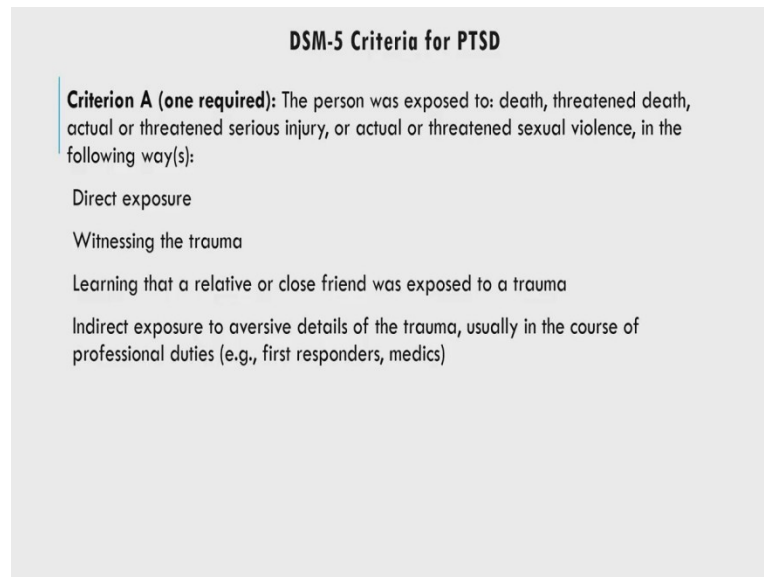 DSM-5 Criteria for PTSD
Criterion A (one required): The person was exposed to: death, threatened death,
actual or threatened serious injury, or actual or threatened sexual violence, in the
following way(s):
Direct exposure
Witnessing the trauma
Learning that a relative or close friend was exposed to a trauma
Indirect exposure to aversive details of the trauma, usually in the course of
professional duties (e.g., first responders, medics)